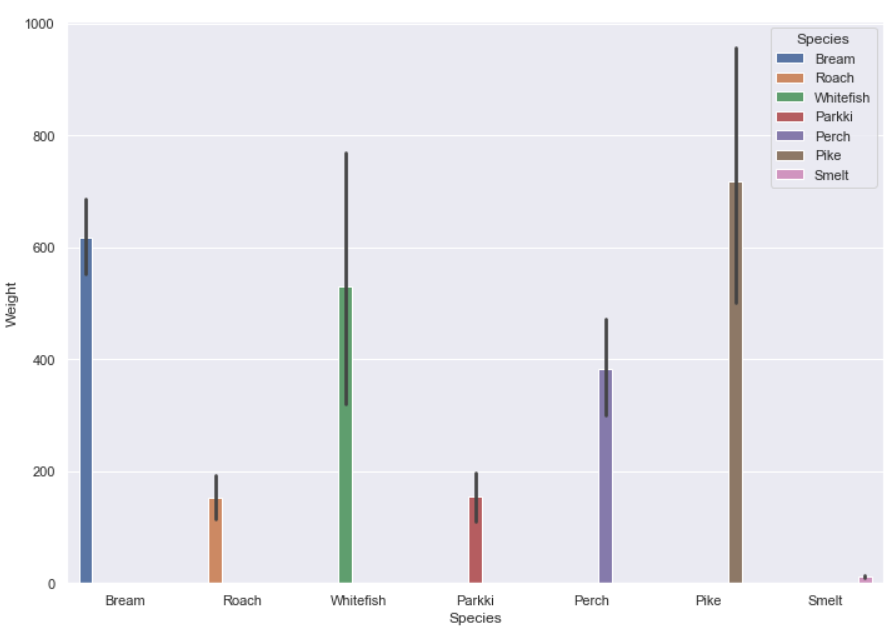 1000
800
600
400
200
0
Weight
Species
Bream
Roach
Whitefish
Parkki
Perch
Pike
Smelt
Bream Roach Whitefish Parkki Perch Pike Smelt
Species